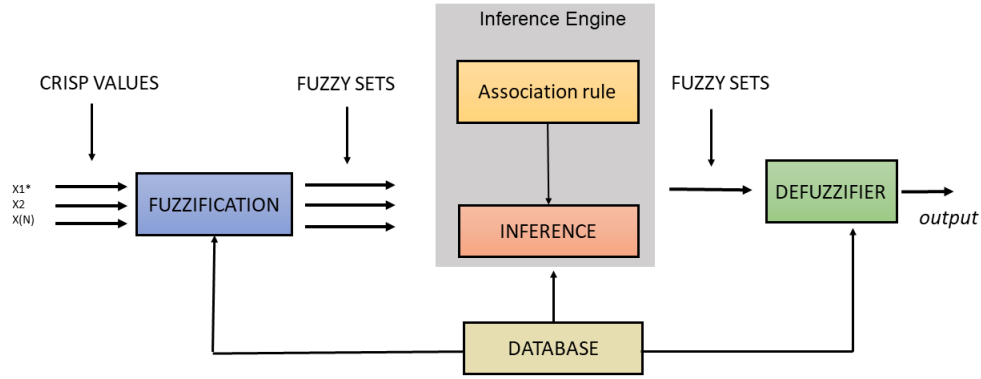 Inference Engine
CRISP VALUES
FUZZY SETS
Association rule
FUZZY SETS
X1*
X2
X(N)
FUZZIFICATION
INFERENCE
DEFUZZIFIER
output
DATABASE